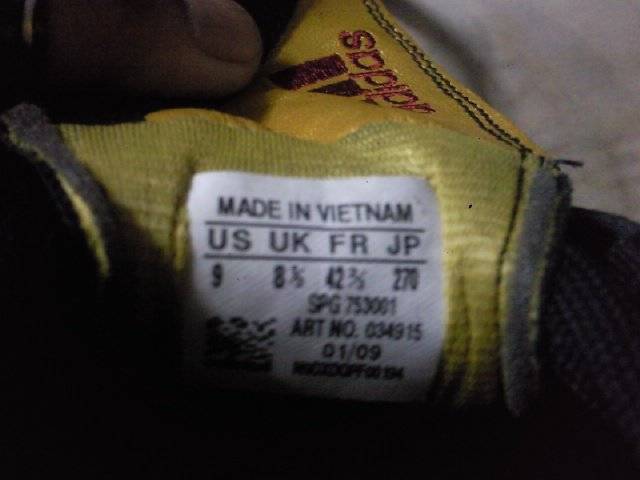 adidas
MADE IN VIETNAM
US UK FR JP
9 8½ 42⅔ 270
SPG 753001
ART NO. 034915
01/09